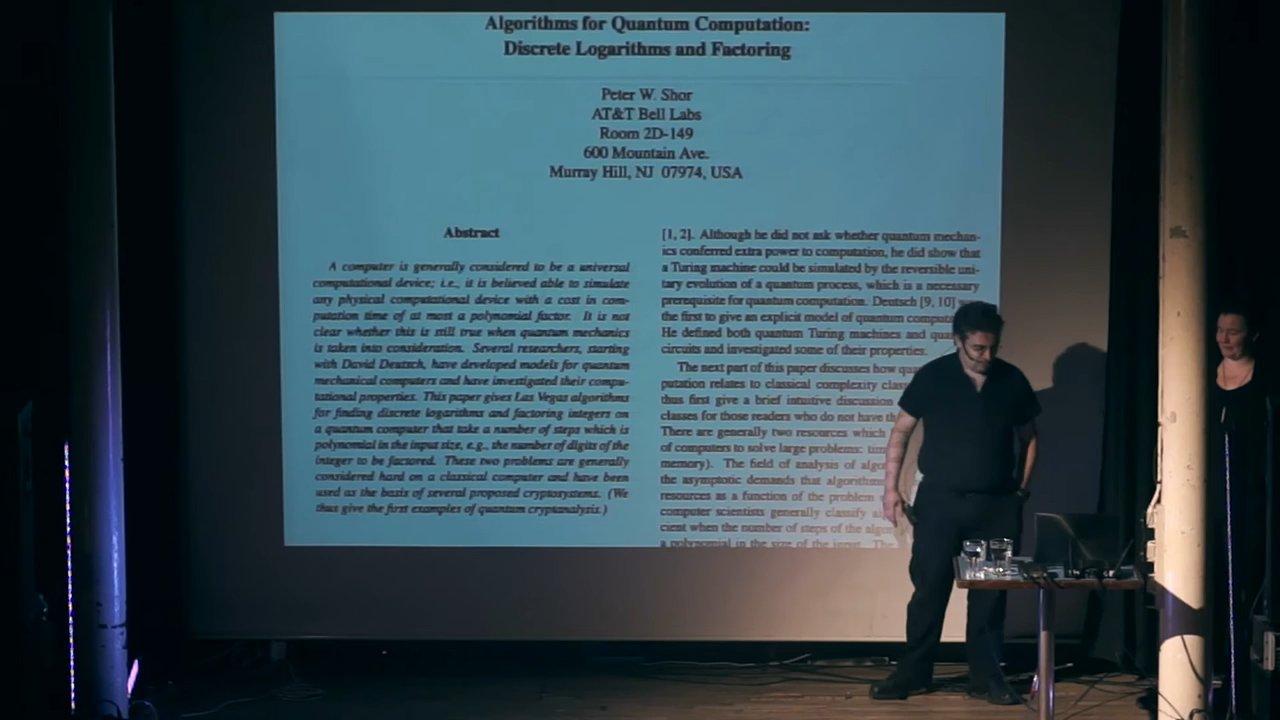 Algorithms for Quantum Computation:
Discrete Logarithms and Factoring
Peter W. Shor
AT&T Bell Labs
Room 2D-149
600 Mountain Ave.
Murray Hill, NJ 07974, USA
Abstract
A computer is generally considered to be a universal
computational device; i.e., it is believed able to simulate
any physical computational device with a cost in com-
putation time of at most a polynomial factor. It is not
clear whether this is still true when quantum mechanics
is taken into consideration. Several researchers, starting
with David Deutsch, have developed models for quantum
mechanical computers and have investigated their compu-
tational properties. This paper gives Las Vegas algorithms
for finding discrete logarithms and factoring integers on
a quantum computer that take a number of steps which is
polynomial in the input size, e.g., the number of digits of the
integer to be factored. These two problems are generally
considered hard on a classical computer and have been
used as the basis of several proposed cryptosystems. (We
thus give the first examples of quantum cryptanalysis.)
[1, 2]. Although he did not ask whether quantum mechan-
ics conferred extra power to computation, he did show that
a Turing machine could be simulated by the reversible uni-
tary evolution of a quantum process, which is a necessary
prerequisite for quantum computation. Deutsch [9, 10]
the first to give an explicit model of quantum
He defined both quantum Turing machines and
circuits and investigated some of their properties.
The next part of this paper discusses how
putation relates to classical complexity
thus first give a brief intuitive discussion
classes for those readers who do not have
There are generally two resources which
of computers to solve large problems:
memory). The field of analysis of
the asymptotic demands that
resources as a function of the problem
computer scientists generally classify
cient when the number of steps of the
a polynomial in the size of the input. The